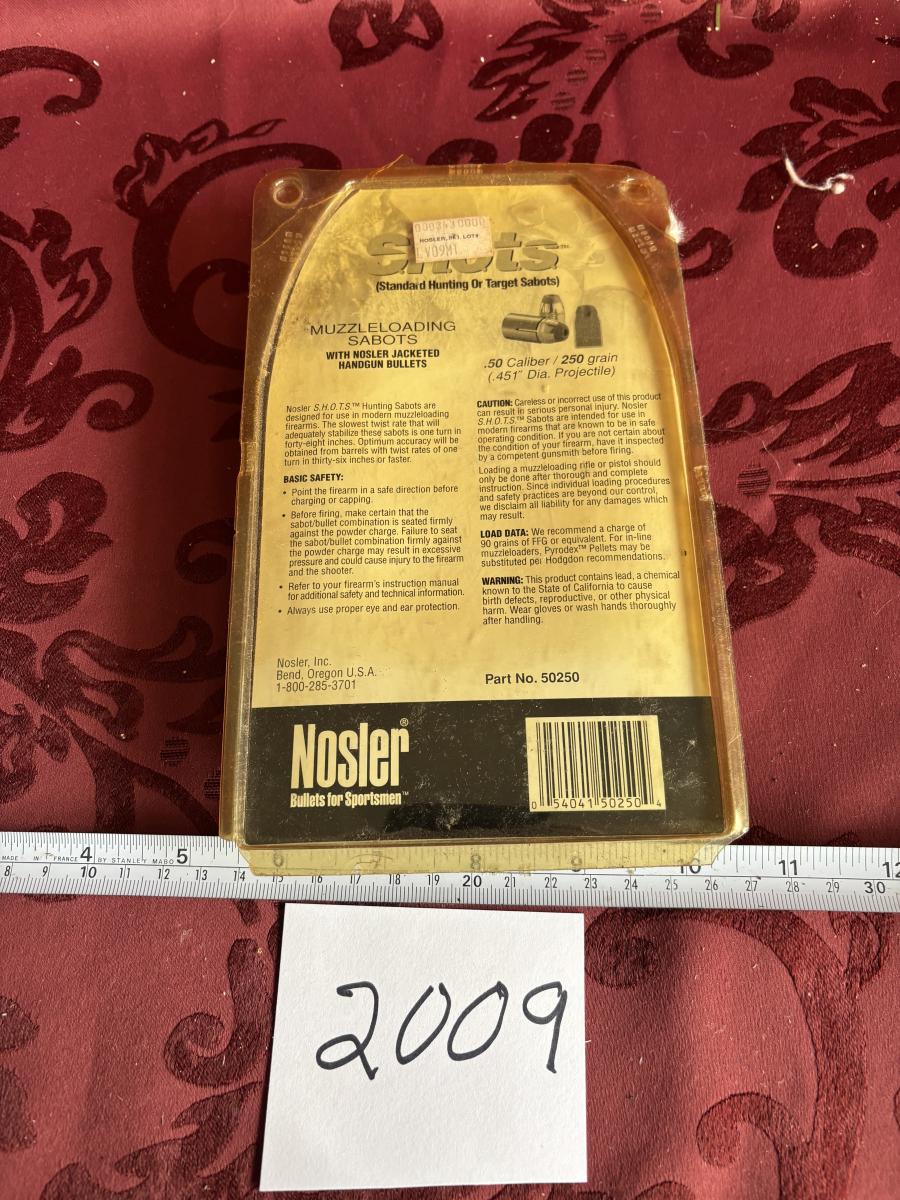 NOSLER, INC. LOT#
Shots™
(Standard Hunting Or Target Sabots)
MUZZLELOADING
SABOTS
WITH NOSLER JACKETED
HANDGUN BULLETS
.50 Caliber / 250 grain
(.451" Dia. Projectile)
Nosler S.H.O.T.S.™ Hunting Sabots are
designed for use in modern muzzleloading
firearms. The slowest twist rate that will
adequately stabilize these sabots is one turn in
forty-eight inches. Optimum accuracy will be
obtained from barrels with twist rates of one
turn in thirty-six inches or faster.
BASIC SAFETY:
• Point the firearm in a safe direction before
charging or capping.
• Before firing, make certain that the
sabot/bullet combination is seated firmly
against the powder charge. Failure to seat
the sabot/bullet combination firmly against
the powder charge may result in excessive
pressure and could cause injury to the firearm
and the shooter.
• Refer to your firearm's instruction manual
for additional safety and technical information.
• Always use proper eye and ear protection.
CAUTION: Careless or incorrect use of this product
can result in serious personal injury. Nosler
S.H.O.T.S.™ Sabots are intended for use in
modern firearms that are known to be in safe
operating condition. If you are not certain about
the condition of your firearm, have it inspected
by a competent gunsmith before firing.
Loading a muzzleloading rifle or pistol should
only be done after thorough and complete
instruction. Since individual loading procedures
and safety practices are beyond our control,
we disclaim all liability for any damages which
may result.
LOAD DATA: We recommend a charge of
90 grains of FFG or equivalent. For in-line
muzzleloaders, Pyrodex™ Pellets may be
substituted per Hodgdon recommendations.
WARNING: This product contains lead, a chemical
known to the State of California to cause
birth defects, reproductive, or other physical
harm. Wear gloves or wash hands thoroughly
after handling.
Nosler, Inc.
Bend, Oregon U.S.A.
1-800-285-3701
Part No. 50250
Nosler®
Bullets for Sportsmen™
0 54041 50250 4
MADE IN FRANCE 4 BY STANLEY MABO 5 6 8 9 10 11 12
8 9 10 11 12 13 14 15 16 17 18 19 20 21 22 23 24 25 26 27 28 29 30
2009